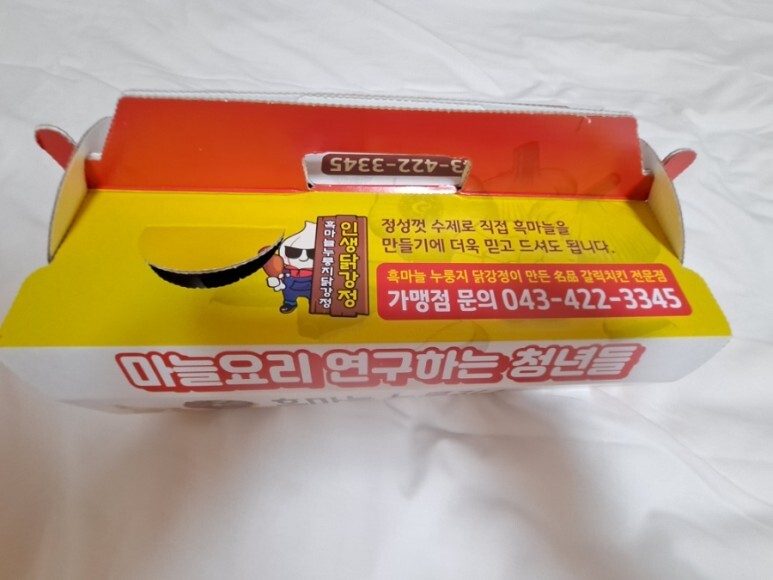 3-422-3345
인생닭강정
흑마늘누룽지닭강정
정성껏 수제로 직접 흑마늘을
만들기에 더욱 믿고 드셔도 됩니다.
흑마늘 누룽지 닭강정이 만든 名品 갈릭치킨 전문점
가맹점 문의 043-422-3345
마늘요리 연구하는 청년들